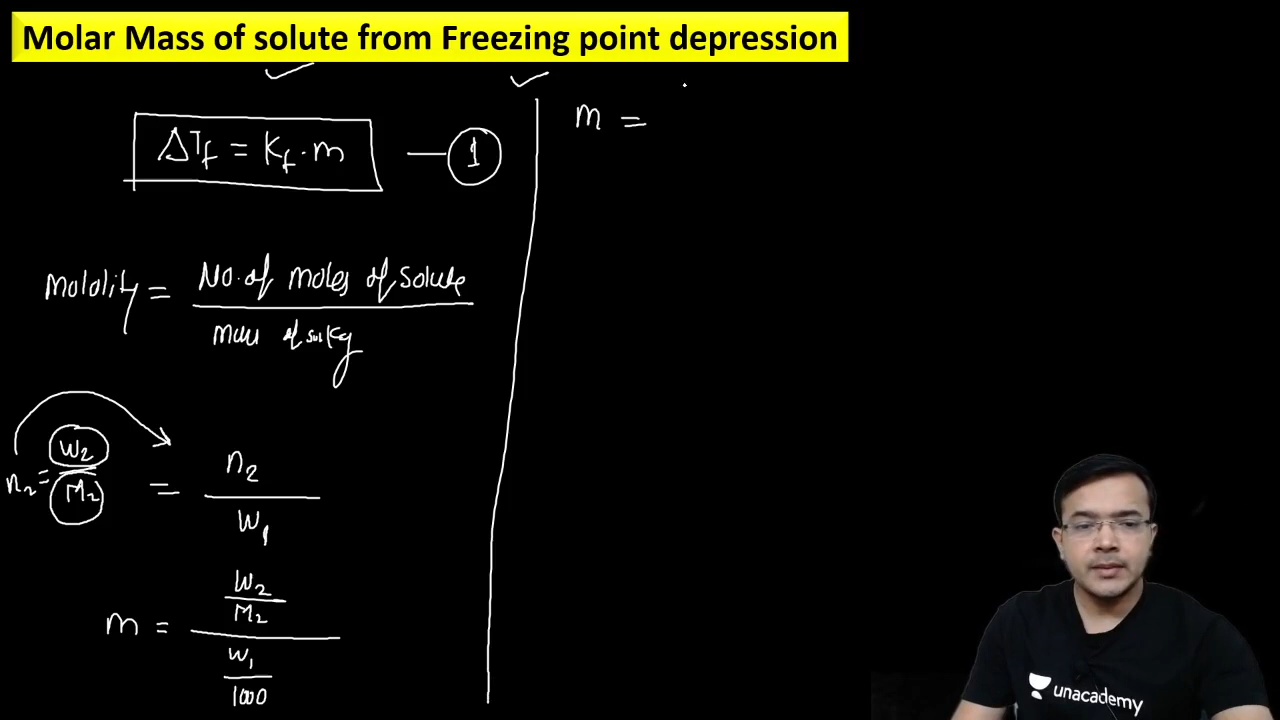 Molar Mass of solute from Freezing point depression
ΔTf = Kf · m — 1
Molality = No. of moles of solute
mass of sol Kg
n2 = W2
M2
= n2
W1
m = W2
M2
W1
1000
m =
unacademy